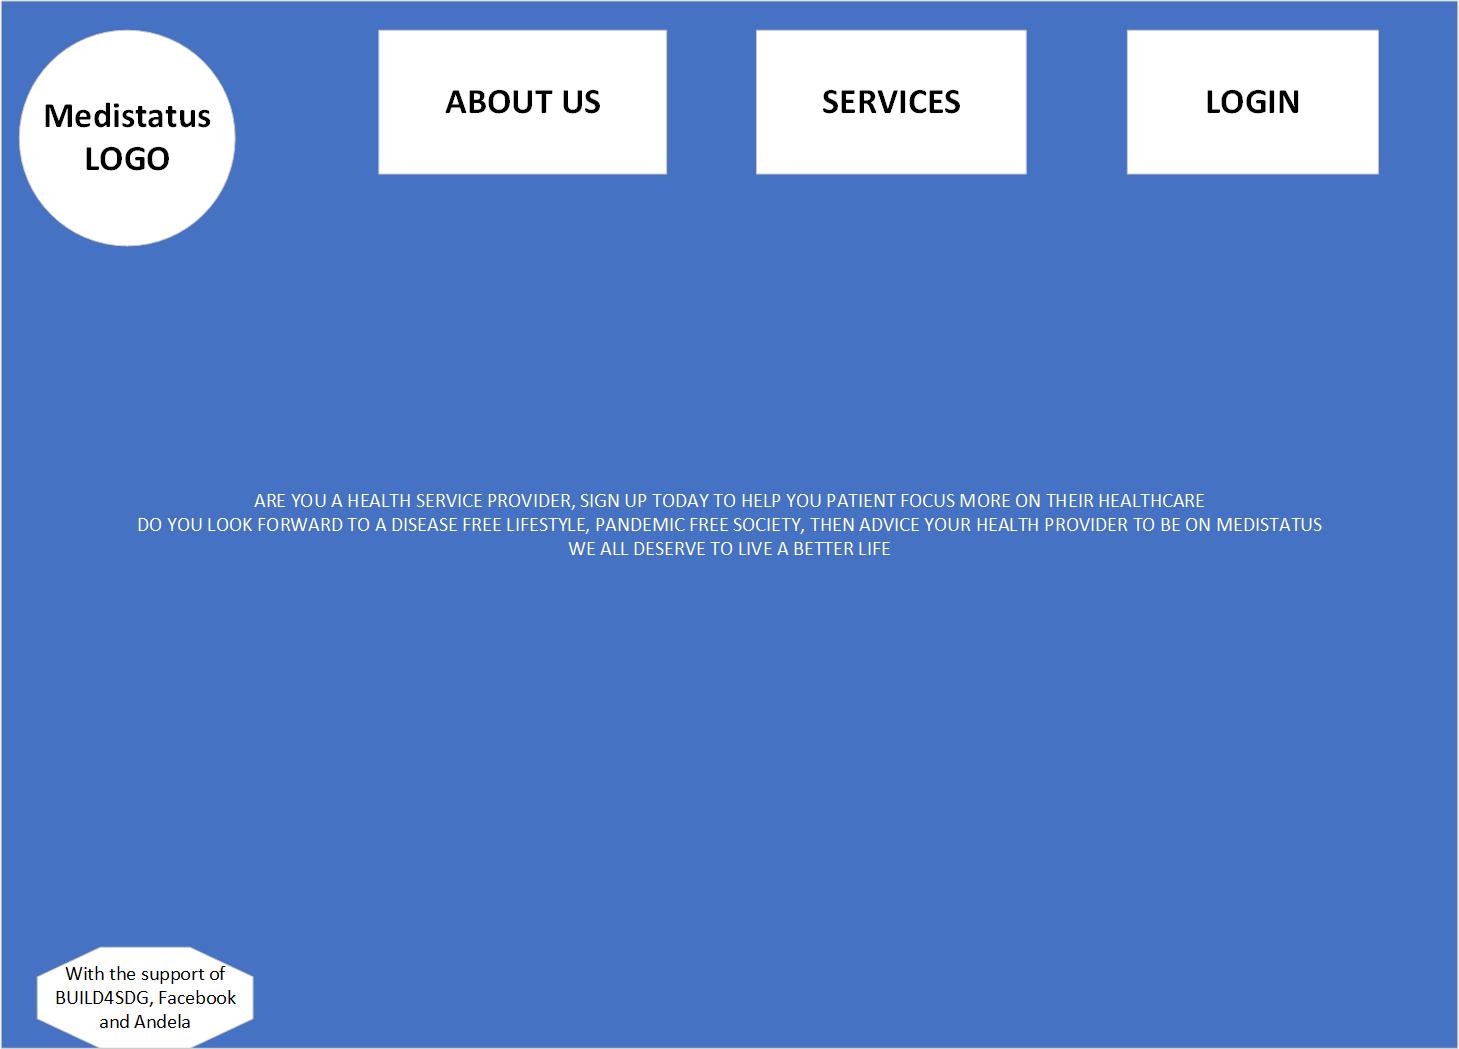 Medistatus
LOGO
ABOUT US
SERVICES
LOGIN
ARE YOU A HEALTH SERVICE PROVIDER, SIGN UP TODAY TO HELP YOU PATIENT FOCUS MORE ON THEIR HEALTHCARE
DO YOU LOOK FORWARD TO A DISEASE FREE LIFESTYLE, PANDEMIC FREE SOCIETY, THEN ADVICE YOUR HEALTH PROVIDER TO BE ON MEDISTATUS
WE ALL DESERVE TO LIVE A BETTER LIFE
With the support of
BUILD4SDG, Facebook
and Andela